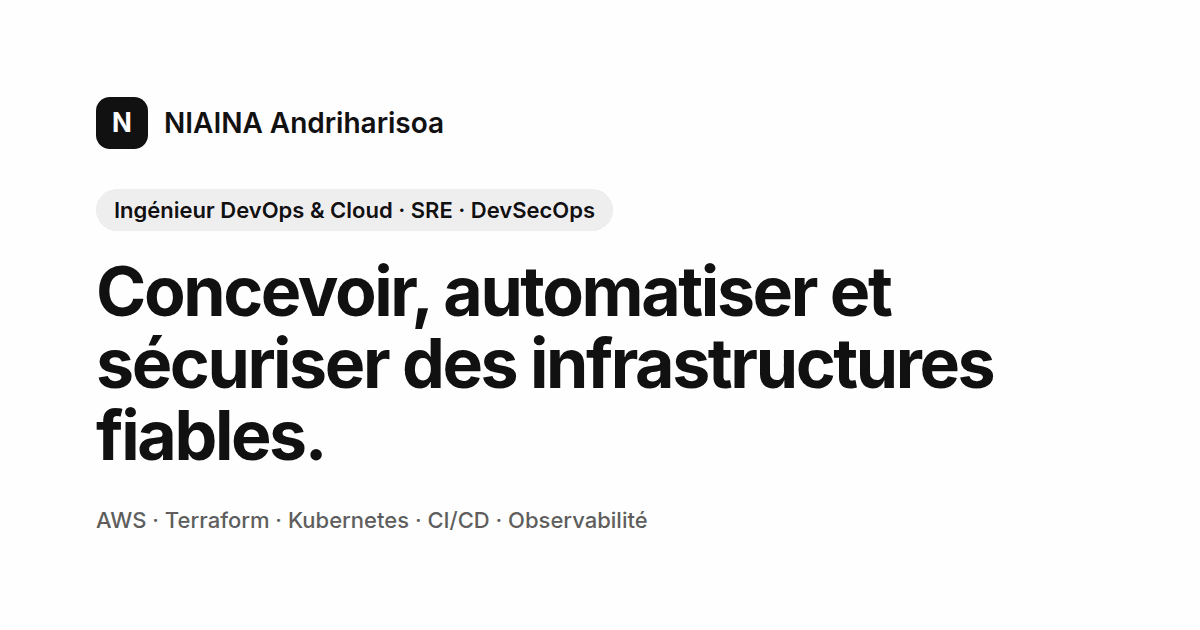 N
NIAINA Andriharisoa
Ingénieur DevOps & Cloud · SRE · DevSecOps
Concevoir, automatiser et
sécuriser des infrastructures
fiables.
AWS · Terraform · Kubernetes · CI/CD · Observabilité